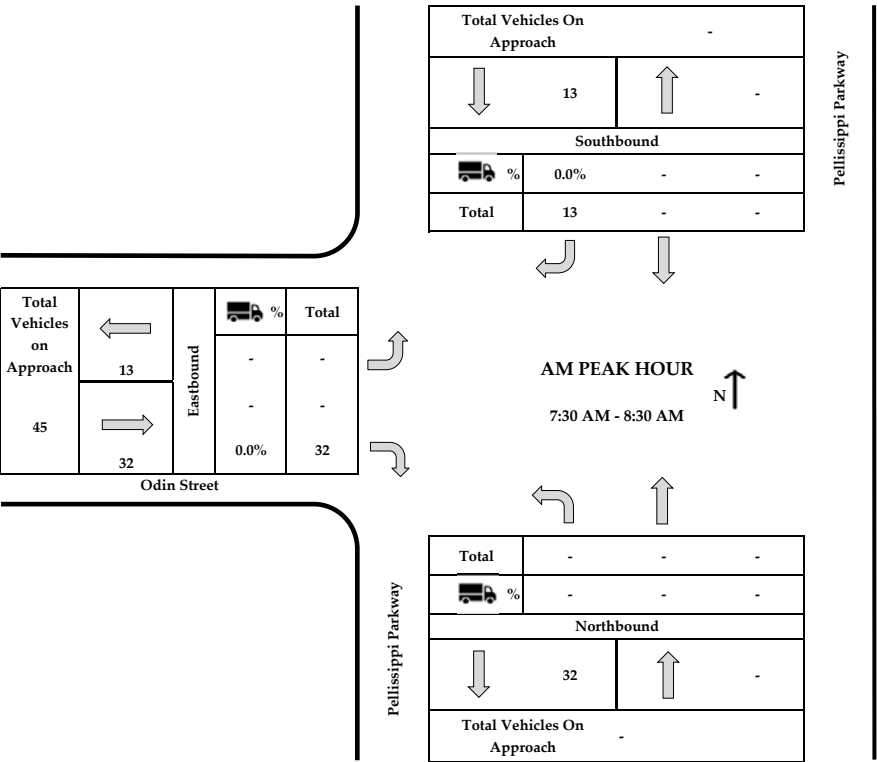 Total Vehicles On
Approach
-
13
-
Southbound
%
0.0%
-
-
Total
13
-
-
Pellissippi Parkway
Total
Vehicles
on
Approach
45
13
32
Eastbound
%
Total
-
-
-
-
0.0%
32
Odin Street
AM PEAK HOUR
7:30 AM - 8:30 AM
N
Pellissippi Parkway
Total
-
-
-
%
-
-
-
Northbound
32
-
Total Vehicles On
Approach
-